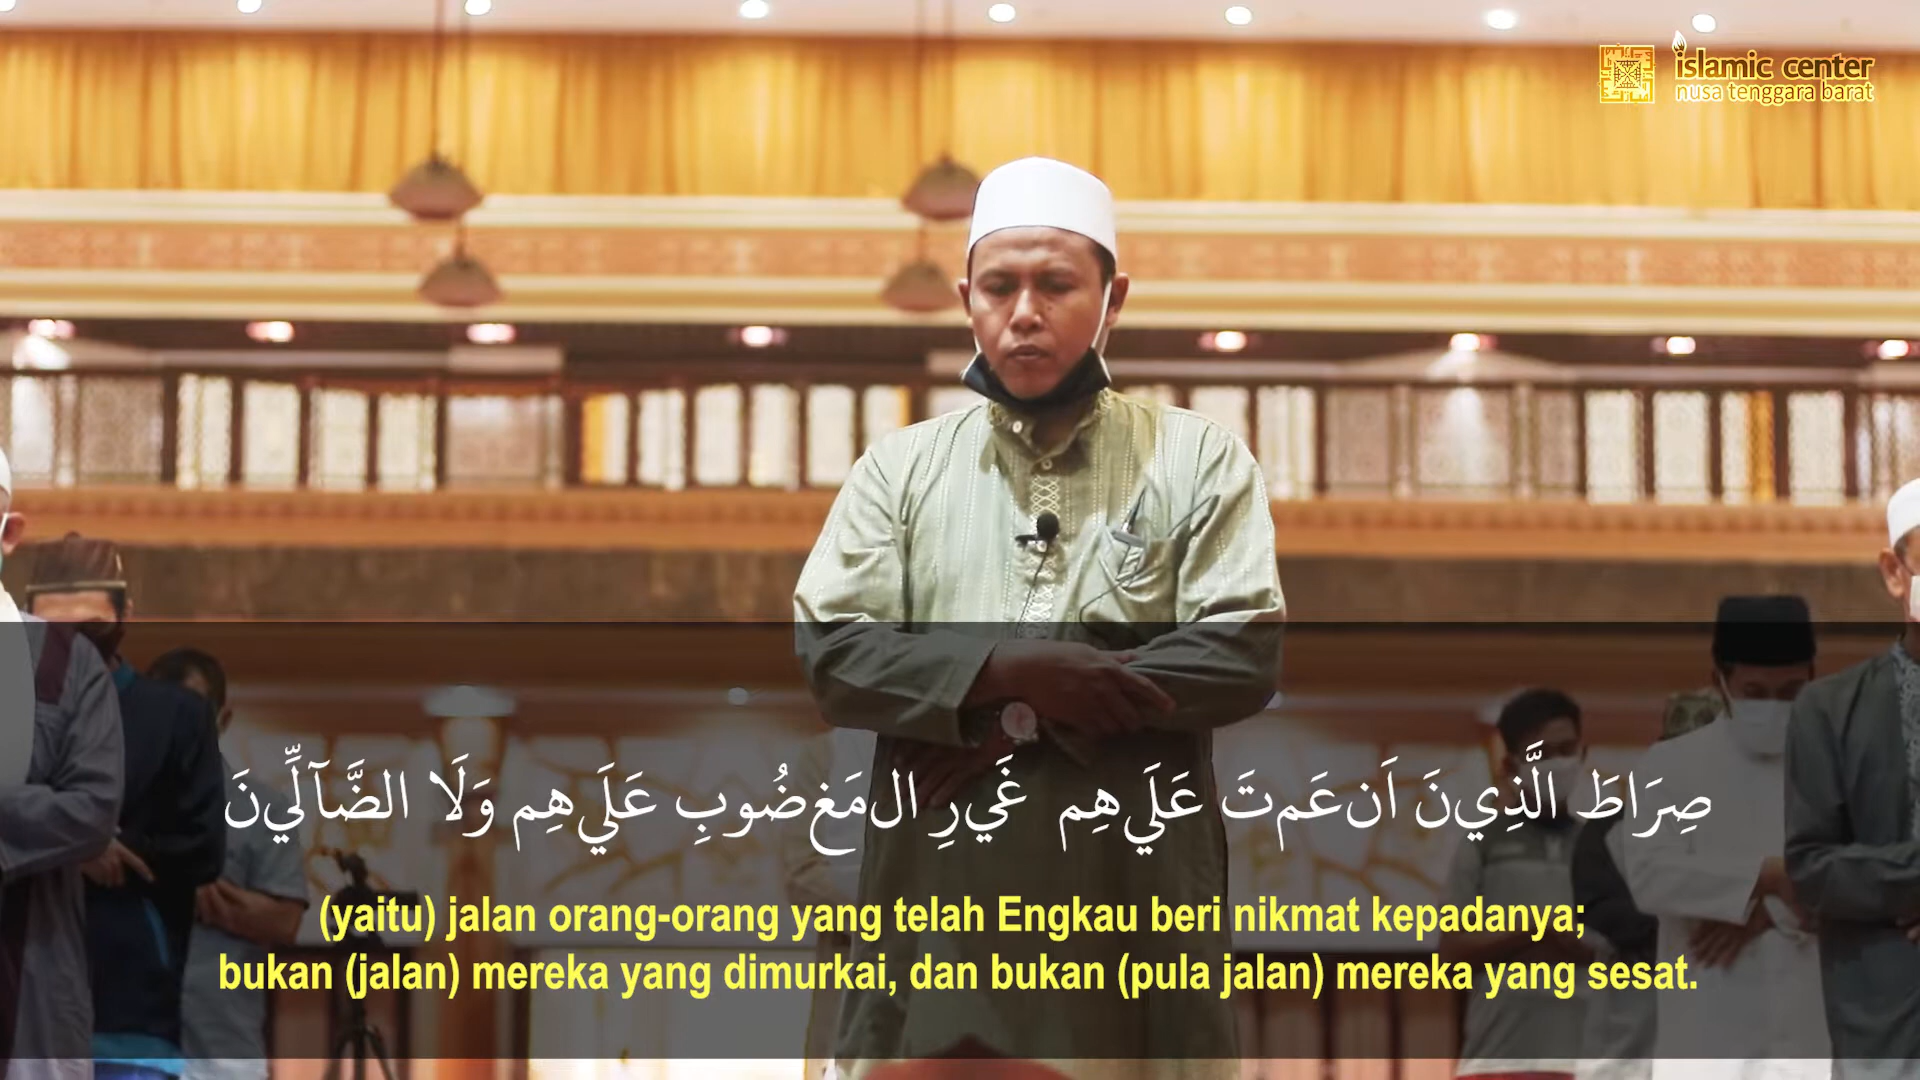 islamic center
nusa tenggara barat
صِرَاطَ الَّذِينَ اَنعَمتَ عَلَيهِم غَيرِ المَغضُوبِ عَلَيهِم وَلَا الضَّآلِّينَ
(yaitu) jalan orang-orang yang telah Engkau beri nikmat kepadanya;
bukan (jalan) mereka yang dimurkai, dan bukan (pula jalan) mereka yang sesat.